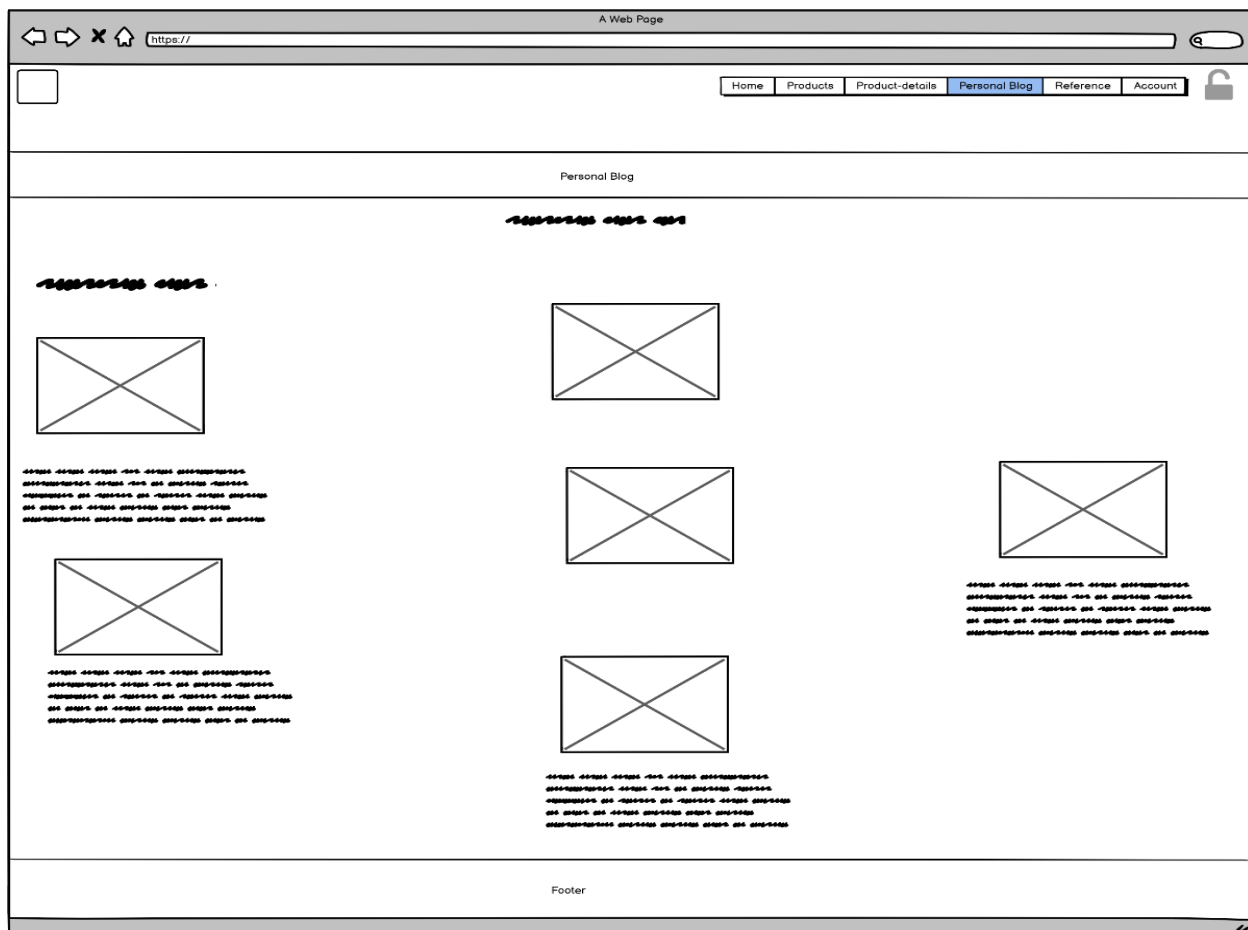 A Web Page
https://
Home Products Product-details Personal Blog Reference Account
Personal Blog
Footer